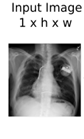 Input Image
1 x h x w